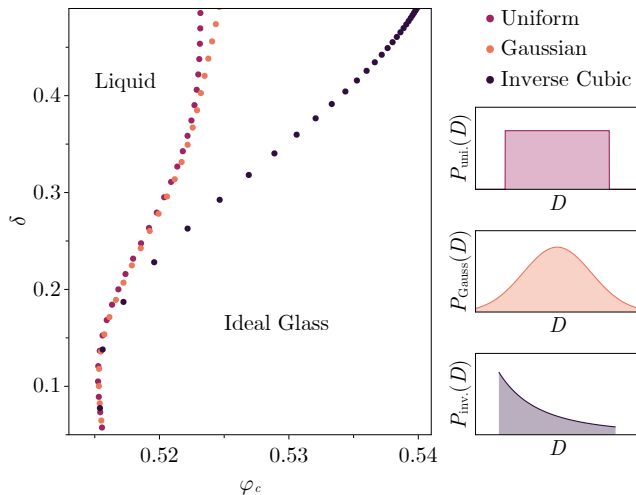 Uniform
Gaussian
Inverse Cubic
Liquid
Ideal Glass
δ
0.4
0.3
0.2
0.1
0.52
0.53
0.54
φc
Puni.(D)
D
PGauss(D)
D
Pinv.(D)
D